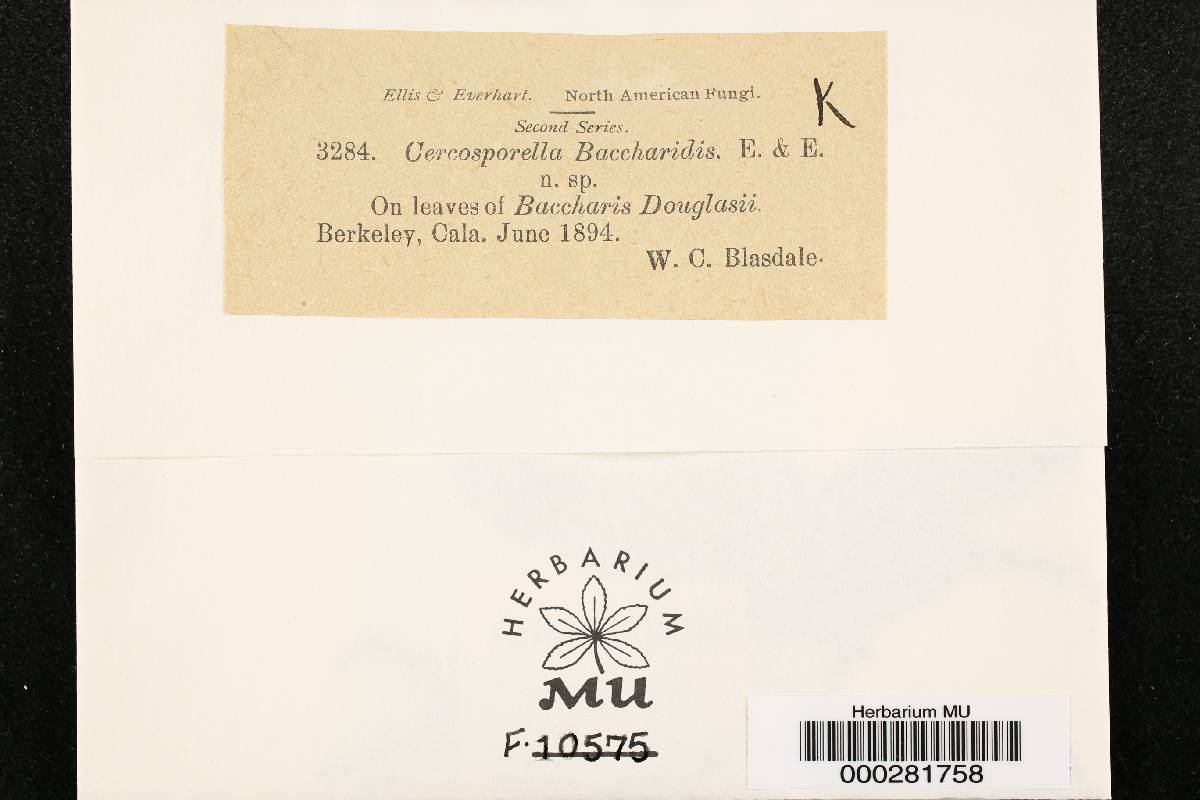 Ellis & Everhart. North American Fungi.
K
Second Series.
3284. Cercosporella Baccharidis. E. & E.
n. sp.
On leaves of Baccharis Douglasii.
Berkeley, Cala. June 1894.
W. C. Blasdale.
HERBARIUM
MU
F. 10575
Herbarium MU
000281758